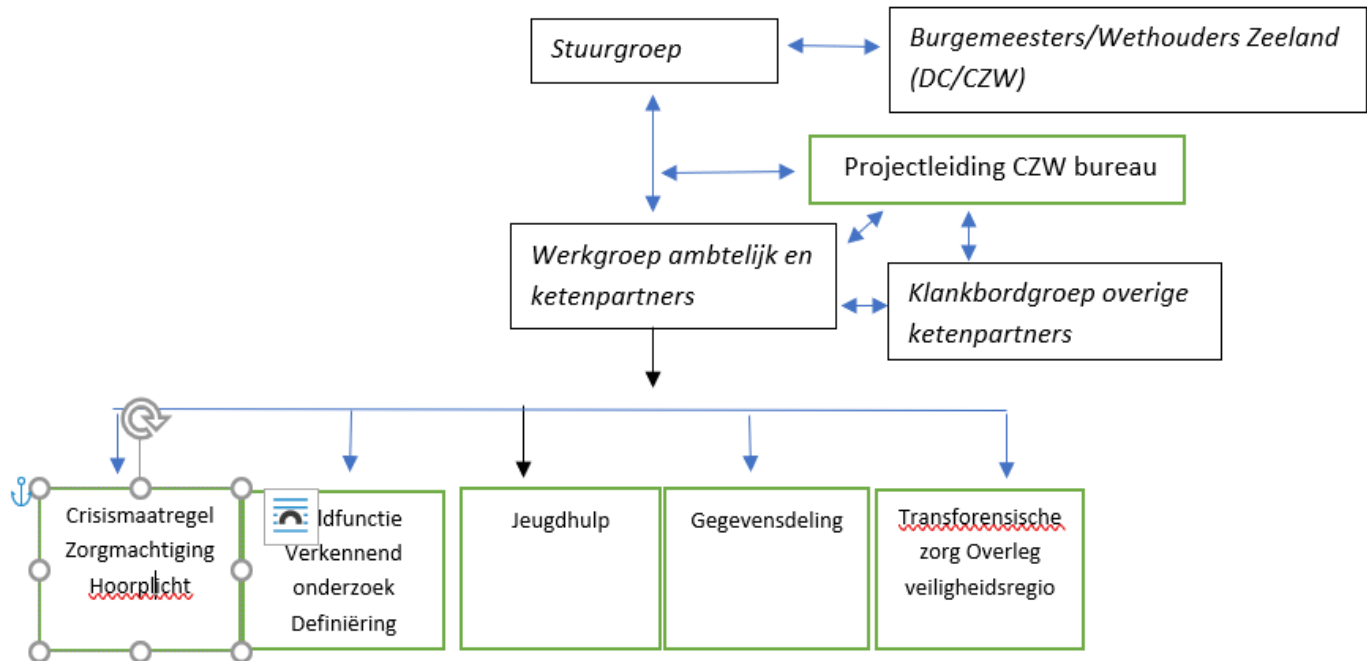 Stuurgroep
Burgemeesters/Wethouders Zeeland
(DC/CZW)
Projectleiding CZW bureau
Werkgroep ambtelijk en
ketenpartners
Klankbordgroep overige
ketenpartners
Crisismaatregel
Zorgmachtiging
Hoorplicht
Verkennend
onderzoek
Definiëring
Jeugdhulp
Gegevensdeling
Transforensische
zorg Overleg
veiligheidsregio